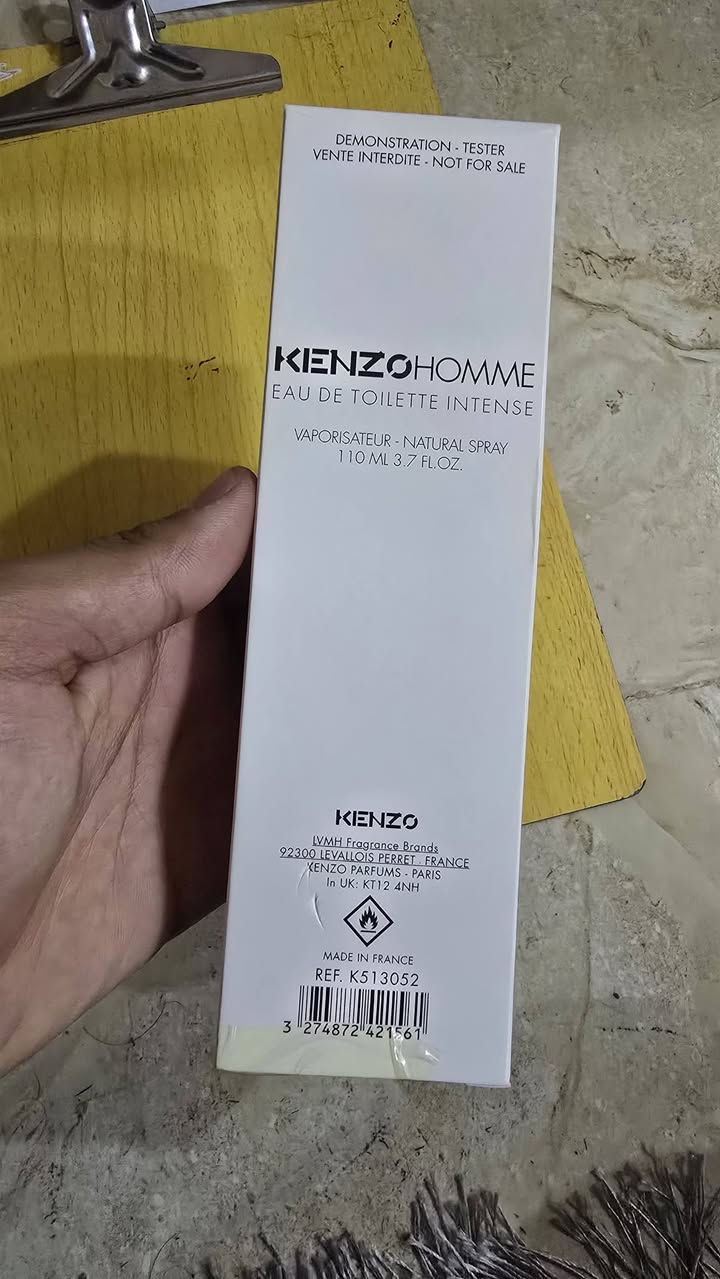 DEMONSTRATION - TESTER
VENTE INTERDITE - NOT FOR SALE
KENZOHOMME
EAU DE TOILETTE INTENSE
VAPORISATEUR - NATURAL SPRAY
110 ML 3.7 FL.OZ.
KENZO
LVMH Fragrance Brands
92300 LEVALLOIS PERRET . FRANCE
KENZO PARFUMS - PARIS
In UK: KT12 4NH
MADE IN FRANCE
REF. K513052
3 274872 421561